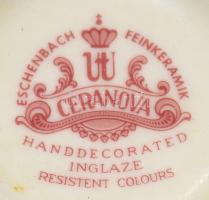 ESCHENBACH FEINKERAMIK
CERANOVA
HANDDECORATED
INGLAZE
RESISTENT COLOURS